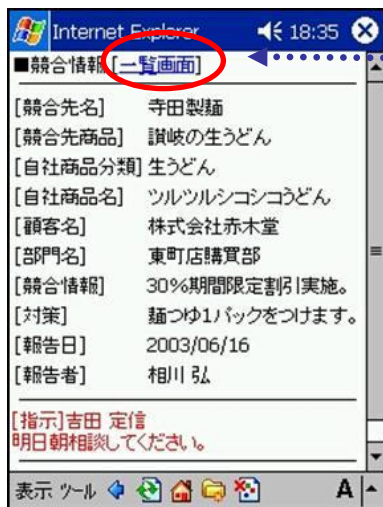 Internet Explorer 18:35
■競合情報 [一覧画面]
[競合先名] 寺田製麺
[競合先商品] 讃岐の生うどん
[自社商品分類] 生うどん
[自社商品名] ツルツルシコシコうどん
[顧客名] 株式会社赤木堂
[部門名] 東町店購買部
[競合情報] 30%期間限定割引実施。
[対策] 麺つゆ1パックをつけます。
[報告日] 2003/06/16
[報告者] 相川 弘
[指示]吉田 定信
明日朝相談してください。
表示 ツール A